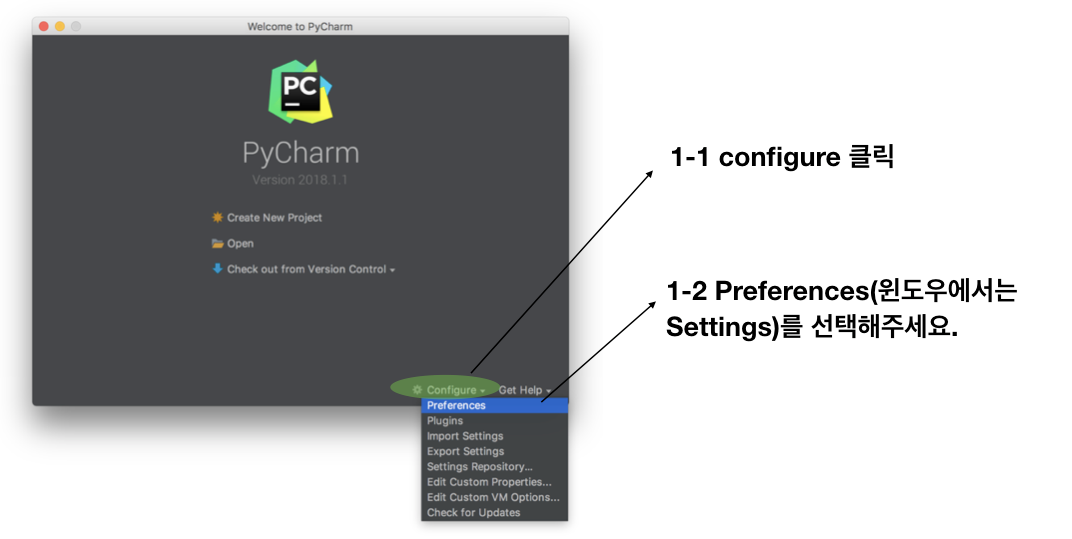 Welcome to PyCharm
PC
PyCharm
Version 2018.1.1
Create New Project
Open
Check out from Version Control
Configure
Get Help
Preferences
Plugins
Import Settings
Export Settings
Settings Repository...
Edit Custom Properties...
Edit Custom VM Options...
Check for Updates
1-1 configure 클릭
1-2 Preferences(윈도우에서는
Settings)를 선택해주세요.